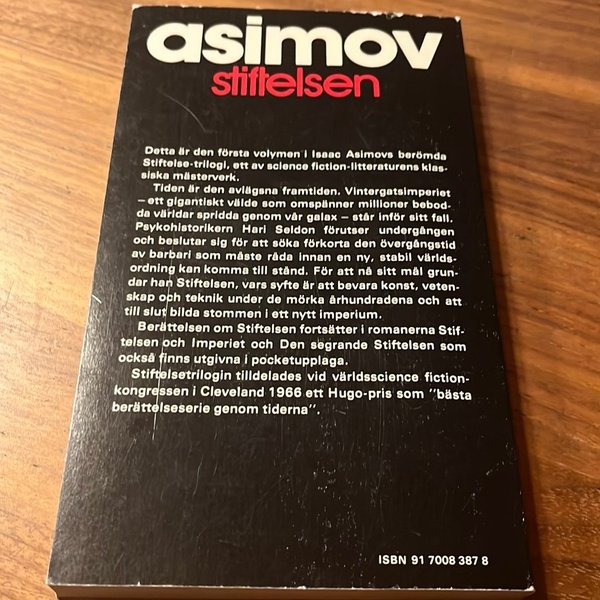 asimov
stiftelsen
Detta är den första volymen i Isaac Asimovs berömda
Stiftelse-trilogi, ett av science fiction-litteraturens klas-
siska mästerverk.
Tiden är den avlägsna framtiden. Vintergatsimperiet
– ett gigantiskt välde som omspänner millioner bebod-
da världar spridda genom vår galax – står inför sitt fall.
Psykohistorikern Hari Seldon förutser undergången
och beslutar sig för att söka förkorta den övergångstid
av barbari som måste råda innan en ny, stabil världs-
ordning kan komma till stånd. För att nå sitt mål grun-
dar han Stiftelsen, vars syfte är att bevara konst, veten-
skap och teknik under de mörka århundradena och att
till slut bilda stommen i ett nytt imperium.
Berättelsen om Stiftelsen fortsätter i romanerna Stif-
telsen och Imperiet och Den segrande Stiftelsen som
också finns utgivna i pocketupplaga.
Stiftelsetrilogin tilldelades vid världsscience fiction-
kongressen i Cleveland 1966 ett Hugo-pris som "bästa
berättelseserie genom tiderna".
ISBN 91 7008 387 8